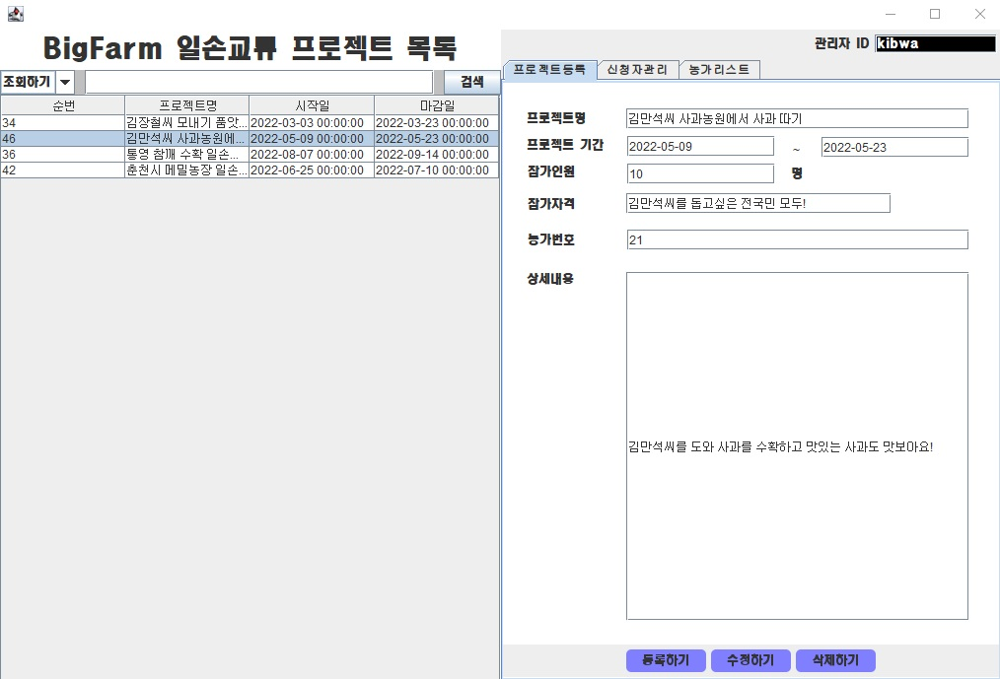 BigFarm 일손교류 프로젝트 목록
관리자 ID kibwa
조회하기 검색
순번 프로젝트명 시작일 마감일
34 김장철씨 모내기 품앗... 2022-03-03 00:00:00 2022-03-23 00:00:00
46 김만석씨 사과농원에... 2022-05-09 00:00:00 2022-05-23 00:00:00
36 통영 참깨 수확 일손... 2022-08-07 00:00:00 2022-09-14 00:00:00
42 춘천시 메밀농장 일손... 2022-06-25 00:00:00 2022-07-10 00:00:00
프로젝트등록 신청자관리 농가리스트
프로젝트명 김만석씨 사과농원에서 사과 따기
프로젝트 기간 2022-05-09 ~ 2022-05-23
참가인원 10 명
참가자격 김만석씨를 돕고싶은 전국민 모두!
농가번호 21
상세내용
김만석씨를 도와 사과를 수확하고 맛있는 사과도 맛보아요!
등록하기 수정하기 삭제하기